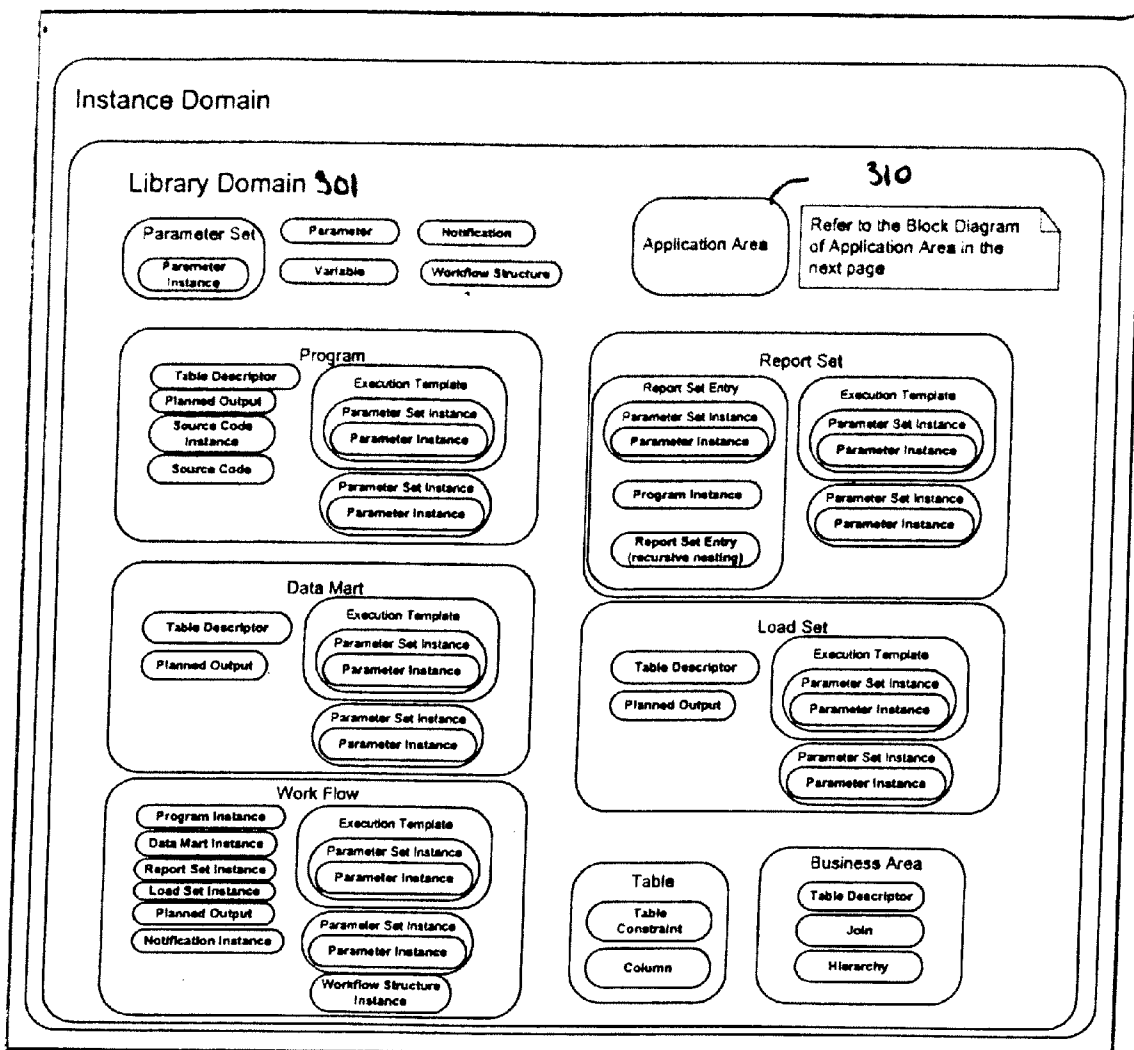 Instance Domain
Library Domain 301
310
Parameter Set
Parameter
Instance
Parameter
Notification
Variable
Workflow Structure
Application Area
Refer to the Block Diagram
of Application Area in the
next page
Program
Table Descriptor
Planned Output
Source Code
Instance
Source Code
Execution Template
Parameter Set Instance
Parameter Instance
Parameter Set Instance
Parameter Instance
Report Set
Report Set Entry
Parameter Set Instance
Parameter Instance
Program Instance
Report Set Entry
(recursive nesting)
Execution Template
Parameter Set Instance
Parameter Instance
Parameter Set Instance
Parameter Instance
Data Mart
Table Descriptor
Planned Output
Execution Template
Parameter Set Instance
Parameter Instance
Parameter Set Instance
Parameter Instance
Load Set
Table Descriptor
Planned Output
Execution Template
Parameter Set Instance
Parameter Instance
Parameter Set Instance
Parameter Instance
Work Flow
Program Instance
Data Mart Instance
Report Set Instance
Load Set Instance
Planned Output
Notification Instance
Execution Template
Parameter Set Instance
Parameter Instance
Parameter Set Instance
Parameter Instance
Workflow Structure
Instance
Table
Table
Constraint
Column
Business Area
Table Descriptor
Join
Hierarchy